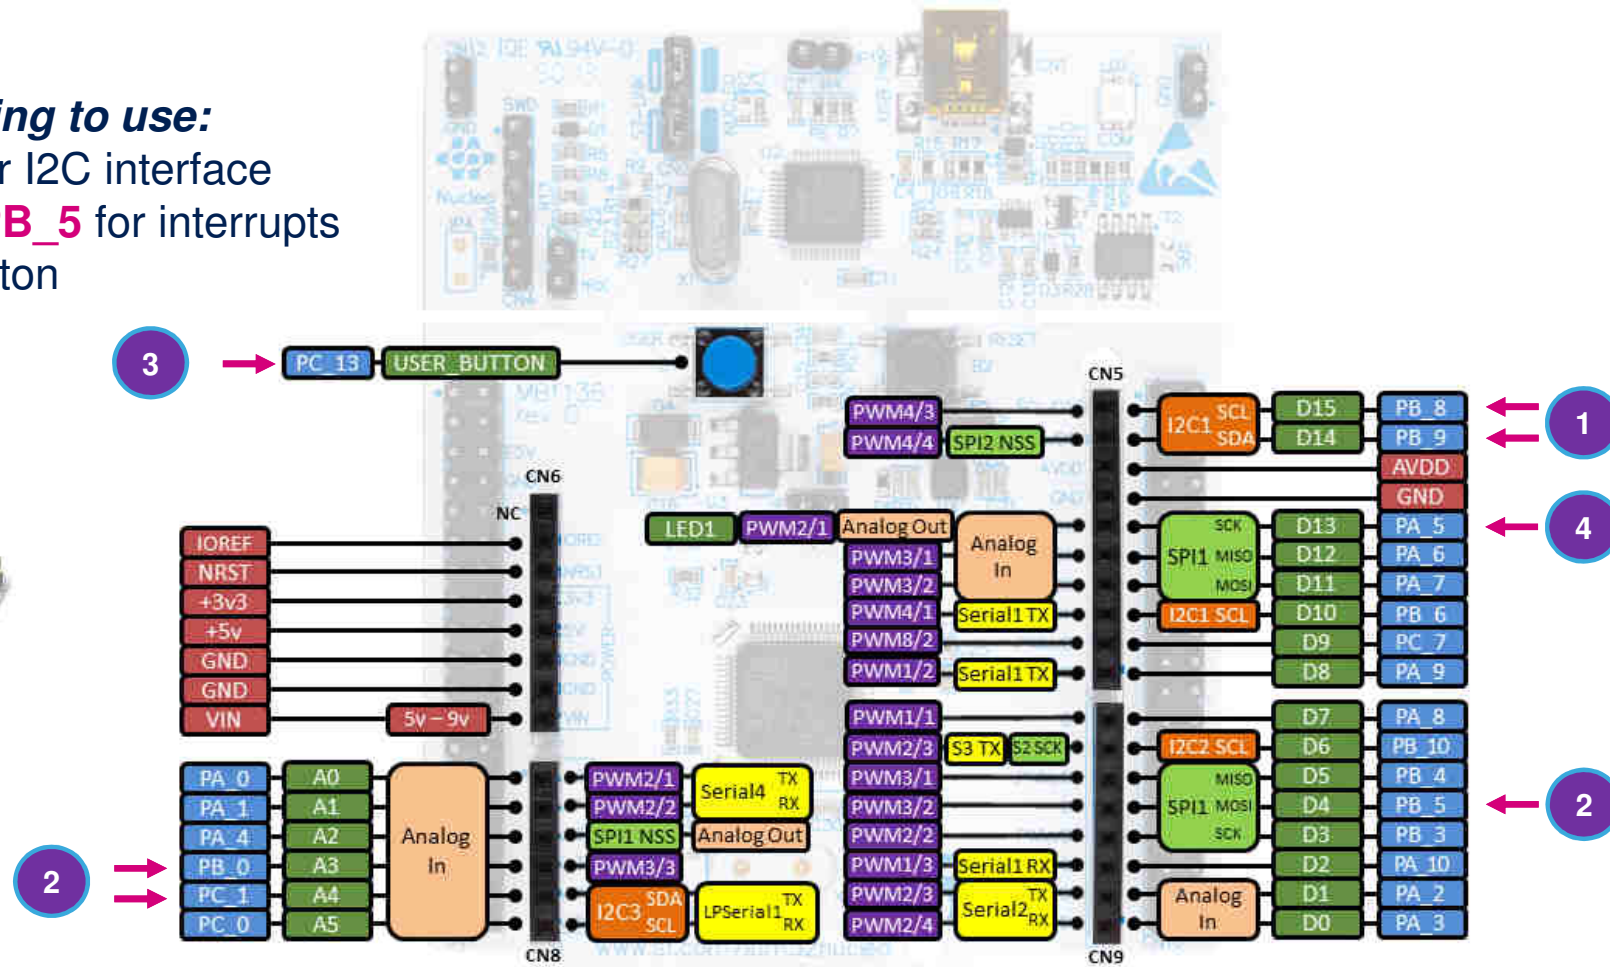 ing to use:
r I2C interface
B_5 for interrupts
ton
3
PC_13 USER_BUTTON
CN5
PWM4/3 I2C1 SCL D15 PB_8
1
PWM4/4 SPI2 NSS SDA D14 PB_9
AVDD
CN6
GND
NC
LED1 PWM2/1 Analog Out Analog In SPI1 SCK D13 PA_5
4
IOREF PWM3/1 MISO D12 PA_6
NRST PWM3/2 MOSI D11 PA_7
+3v3 PWM4/1 Serial1 TX I2C1 SCL D10 PB_6
+5v PWM8/2 D9 PC_7
GND PWM1/2 Serial1 TX D8 PA_9
GND
VIN 5v – 9v PWM1/1 D7 PA_8
PWM2/3 S3 TX S2 SCK I2C2 SCL D6 PB_10
PA_0 A0 Analog In PWM2/1 Serial4 TX PWM3/1 SPI1 MISO D5 PB_4
PA_1 A1 PWM2/2 RX PWM3/2 MOSI D4 PB_5
2
PA_4 A2 SPI1 NSS Analog Out PWM2/2 SCK D3 PB_3
2
PB_0 A3 PWM3/3 PWM1/3 Serial1 RX D2 PA_10
PC_1 A4 I2C3 SDA LPSerial1 TX PWM2/3 Serial2 TX Analog In D1 PA_2
PC_0 A5 SCL RX PWM2/4 RX D0 PA_3
CN8
CN9